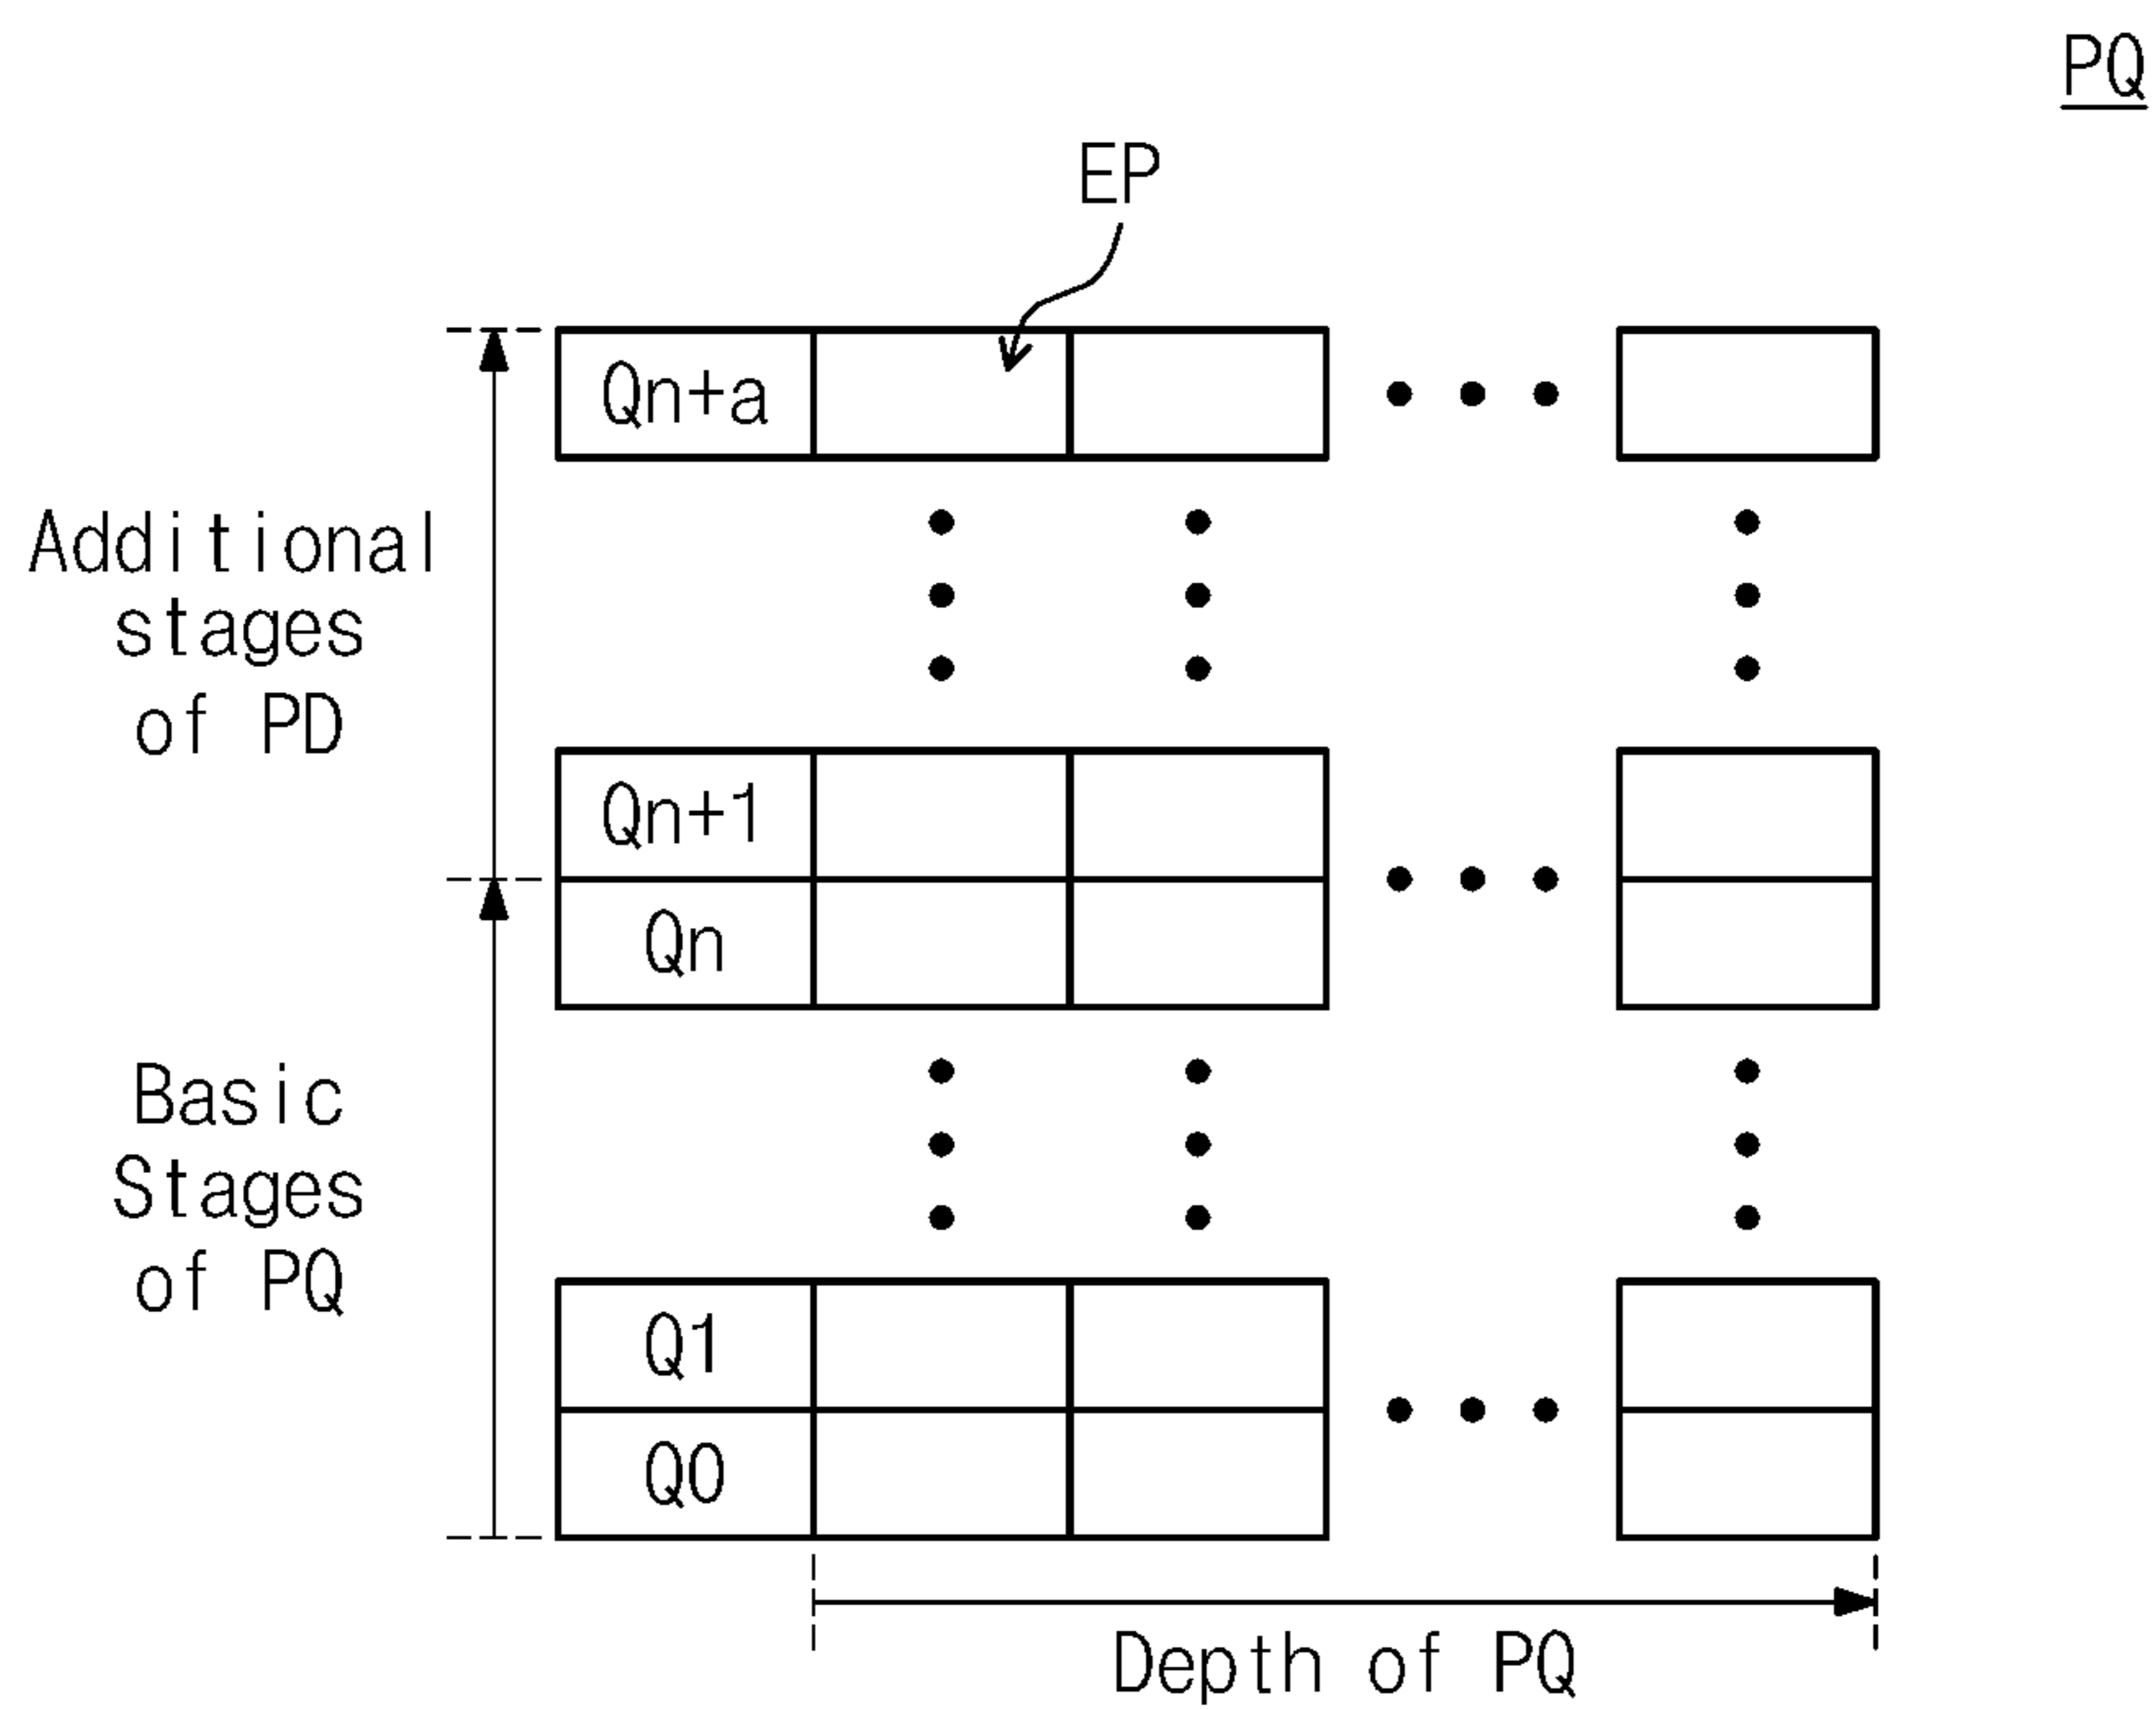 PQ
EP
Qn+a
Additional
stages
of PD
Qn+1
Qn
Basic
Stages
of PQ
Q1
Q0
Depth of PQ